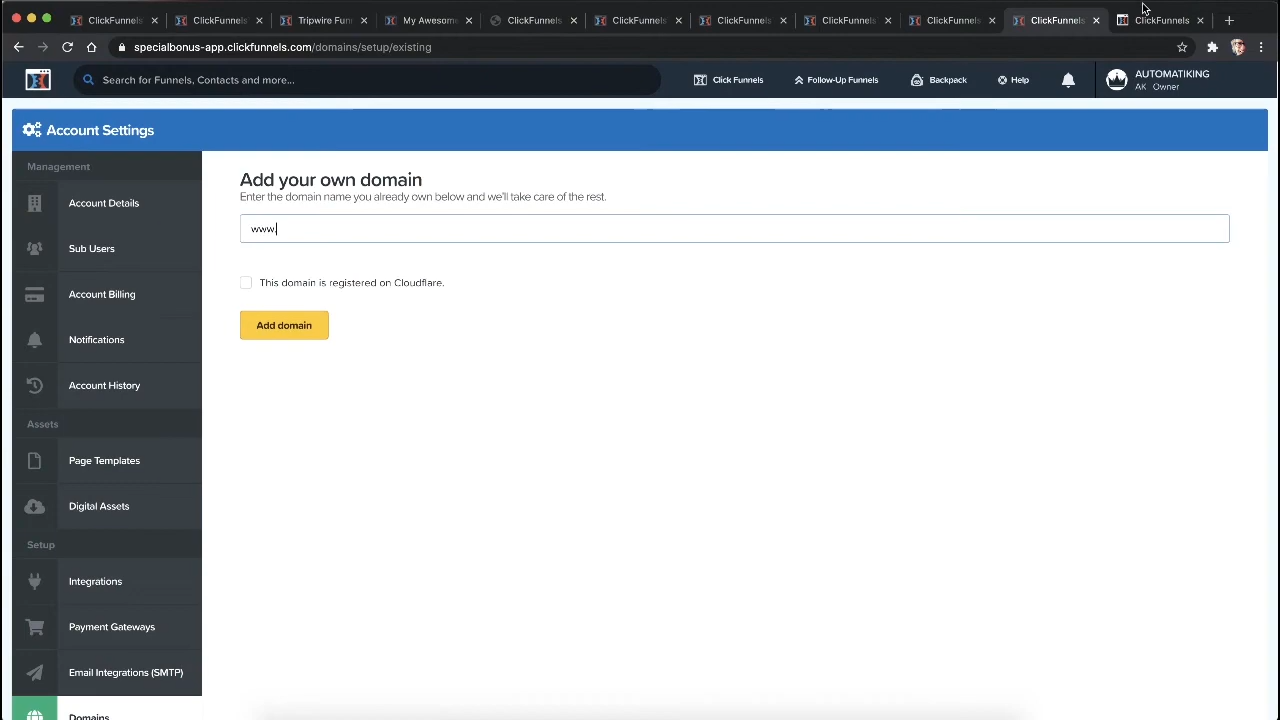 ClickFunnels
ClickFunnels
Tripwire Funn
My Awesome
ClickFunnels
ClickFunnels
ClickFunnels
ClickFunnels
ClickFunnels
ClickFunnels
ClickFunnels
specialbonus-app.clickfunnels.com/domains/setup/existing
Search for Funnels, Contacts and more...
Click Funnels
Follow-Up Funnels
Backpack
Help
AUTOMATIKING
AK Owner
Account Settings
Management
Account Details
Sub Users
Account Billing
Notifications
Account History
Assets
Page Templates
Digital Assets
Setup
Integrations
Payment Gateways
Email Integrations (SMTP)
Domains
Add your own domain
Enter the domain name you already own below and we'll take care of the rest.
www.
This domain is registered on Cloudflare.
Add domain